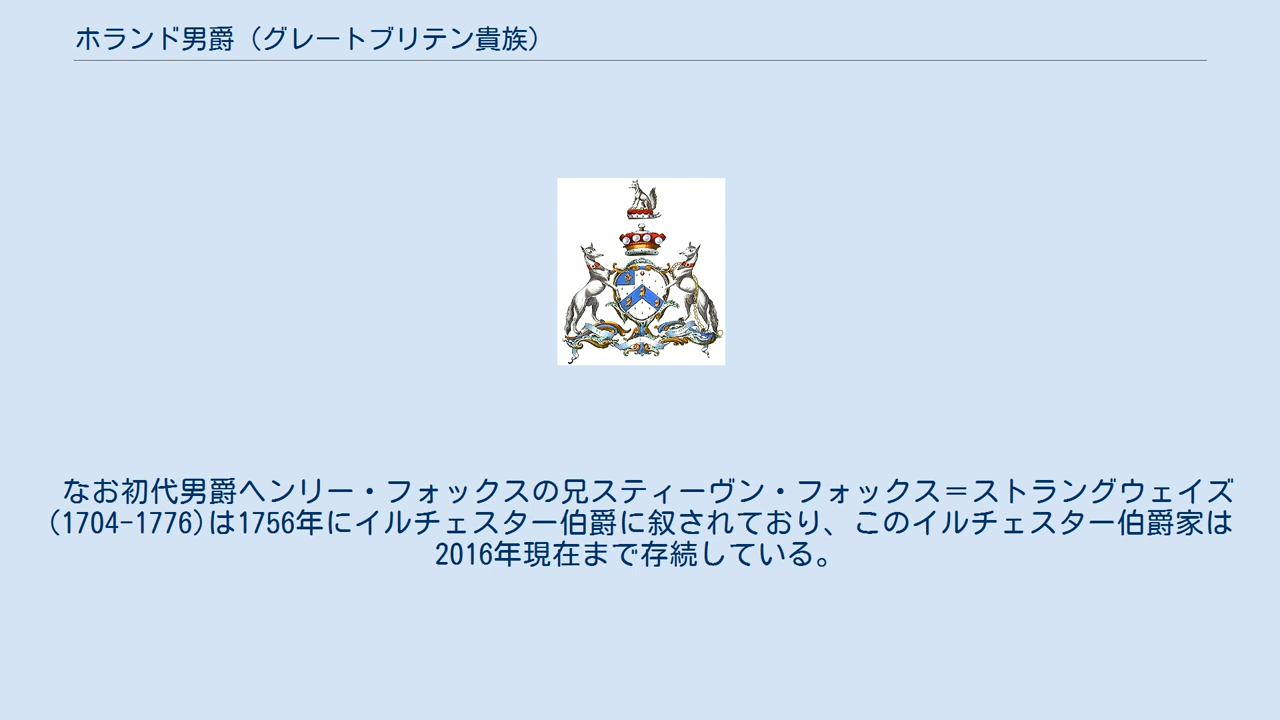 ホランド男爵（グレートブリテン貴族）
なお初代男爵ヘンリー・フォックスの兄スティーヴン・フォックス＝ストラングウェイズ
(1704-1776)は1756年にイルチェスター伯爵に叙されており、このイルチェスター伯爵家は
2016年現在まで存続している。